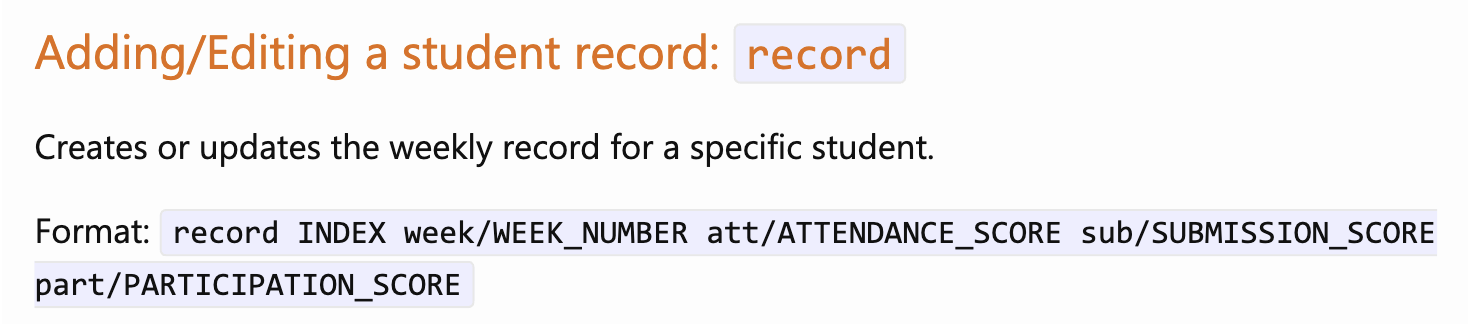 Adding/Editing a student record: record
Creates or updates the weekly record for a specific student.
Format: record INDEX week/WEEK_NUMBER att/ATTENDANCE_SCORE sub/SUBMISSION_SCORE
part/PARTICIPATION_SCORE